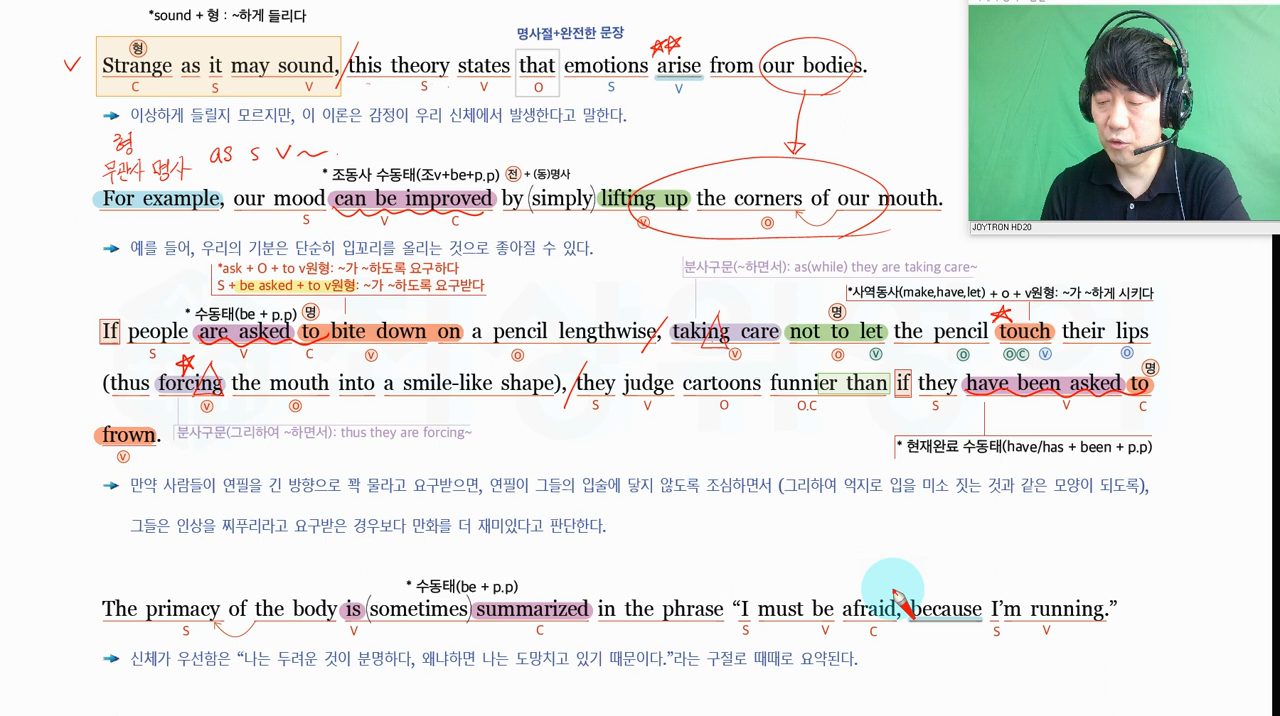 *sound + 형 : ~하게 들리다
명사절+완전한 문장
형
Strange as it may sound, this theory states that emotions arise from our bodies.
C S V S V O S V
이상하게 들릴지 모르지만, 이 이론은 감정이 우리 신체에서 발생한다고 말한다.
형
무관사 명사 as s v ~
* 조동사 수동태(조v+be+p.p) 전 + (동)명사
For example, our mood can be improved by (simply) lifting up the corners of our mouth.
S V C ⓥ ⓞ
예를 들어, 우리의 기분은 단순히 입꼬리를 올리는 것으로 좋아질 수 있다.
*ask + O + to v원형: ~가 ~하도록 요구하다
S + be asked + to v원형: ~가 ~하도록 요구받다
분사구문(~하면서): as(while) they are taking care~
*사역동사(make,have,let) + o + v원형: ~가 ~하게 시키다
* 수동태(be + p.p) 명 명
If people are asked to bite down on a pencil lengthwise, taking care not to let the pencil touch their lips
S V C ⓥ ⓞ ⓥ ⓞ ⓥ ⓞ ⓞⓒ ⓥ ⓞ
(thus forcing the mouth into a smile-like shape), they judge cartoons funnier than if they have been asked to
명
ⓥ ⓞ S V O O.C S V C
frown.
ⓥ
분사구문(그리하여 ~하면서): thus they are forcing~
* 현재완료 수동태(have/has + been + p.p)
만약 사람들이 연필을 긴 방향으로 꽉 물라고 요구받으면, 연필이 그들의 입술에 닿지 않도록 조심하면서 (그리하여 억지로 입을 미소 짓는 것과 같은 모양이 되도록),
그들은 인상을 찌푸리라고 요구받은 경우보다 만화를 더 재미있다고 판단한다.
* 수동태(be + p.p)
The primacy of the body is (sometimes) summarized in the phrase “I must be afraid, because I’m running.”
S V C S V C S V
신체가 우선함은 “나는 두려운 것이 분명하다, 왜냐하면 나는 도망치고 있기 때문이다.”라는 구절로 때때로 요약된다.
JOYTRON HD20